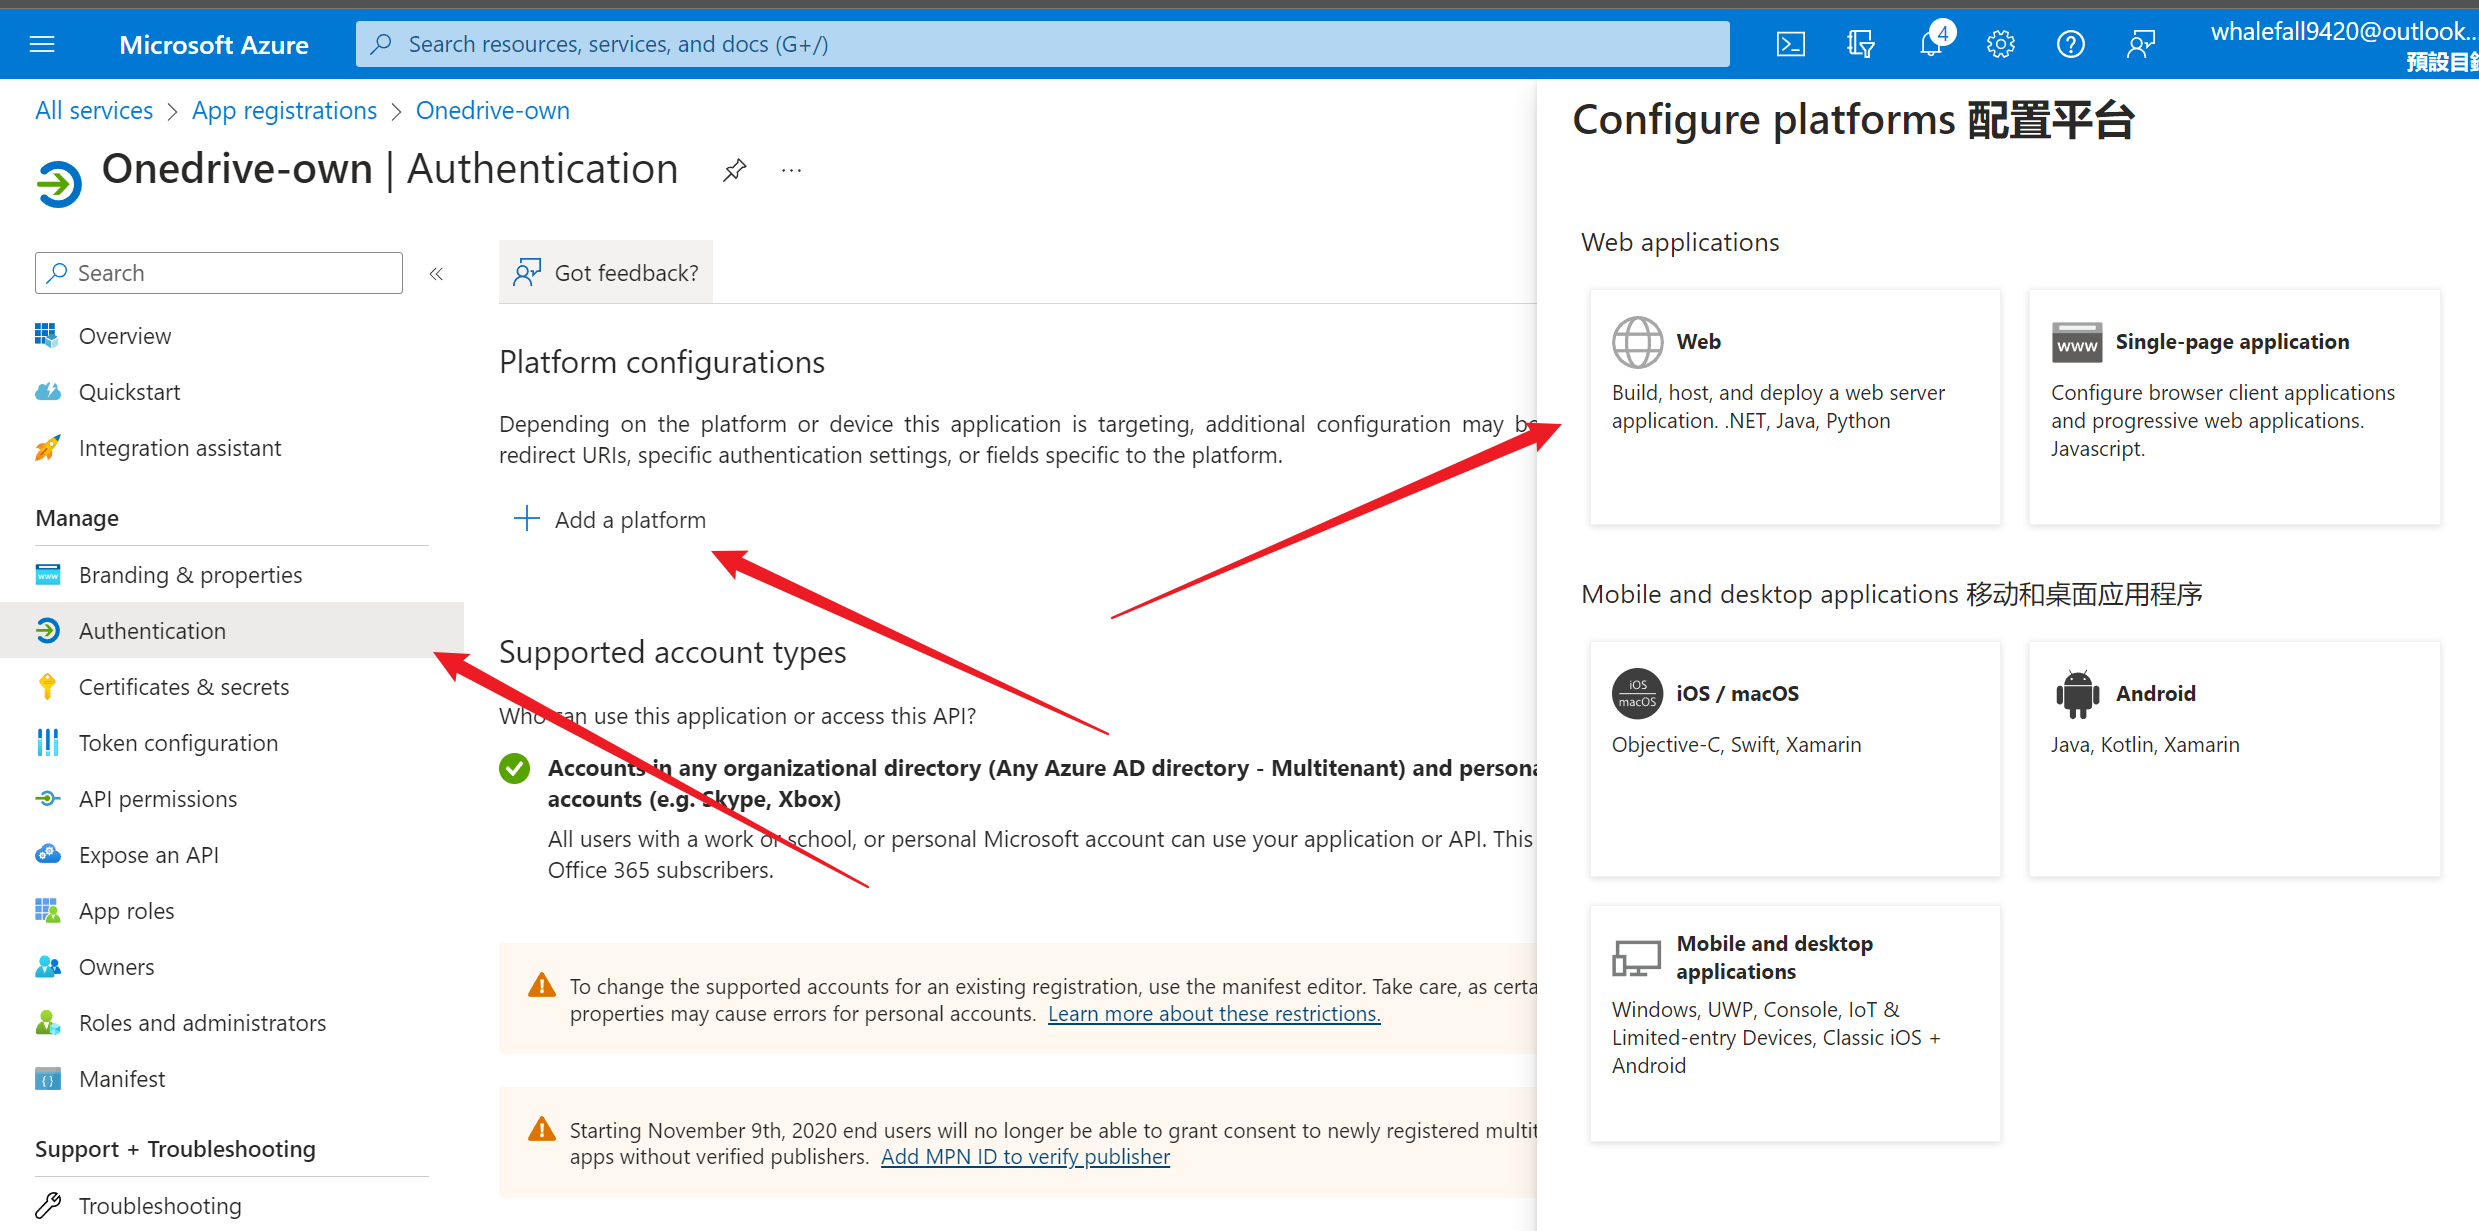 Microsoft Azure
Search resources, services, and docs (G+/)
4
whalefall9420@outlook...
預設目錄
All services > App registrations > Onedrive-own
Onedrive-own | Authentication
...
Search
«
Overview
Quickstart
Integration assistant
Manage
Branding & properties
Authentication
Certificates & secrets
Token configuration
API permissions
Expose an API
App roles
Owners
Roles and administrators
Manifest
Support + Troubleshooting
Troubleshooting
Got feedback?
Platform configurations
Depending on the platform or device this application is targeting, additional configuration may be
redirect URIs, specific authentication settings, or fields specific to the platform.
Add a platform
Supported account types
Who can use this application or access this API?
Accounts in any organizational directory (Any Azure AD directory - Multitenant) and persona
accounts (e.g. Skype, Xbox)
All users with a work or school, or personal Microsoft account can use your application or API. This
Office 365 subscribers.
To change the supported accounts for an existing registration, use the manifest editor. Take care, as certa
properties may cause errors for personal accounts. Learn more about these restrictions.
Starting November 9th, 2020 end users will no longer be able to grant consent to newly registered multit
apps without verified publishers. Add MPN ID to verify publisher
Configure platforms 配置平台
Web applications
Web
Build, host, and deploy a web server
application. .NET, Java, Python
www
Single-page application
Configure browser client applications
and progressive web applications.
Javascript.
Mobile and desktop applications 移动和桌面应用程序
iOS
macOS
iOS / macOS
Objective-C, Swift, Xamarin
Android
Java, Kotlin, Xamarin
Mobile and desktop
applications
Windows, UWP, Console, IoT &
Limited-entry Devices, Classic iOS +
Android